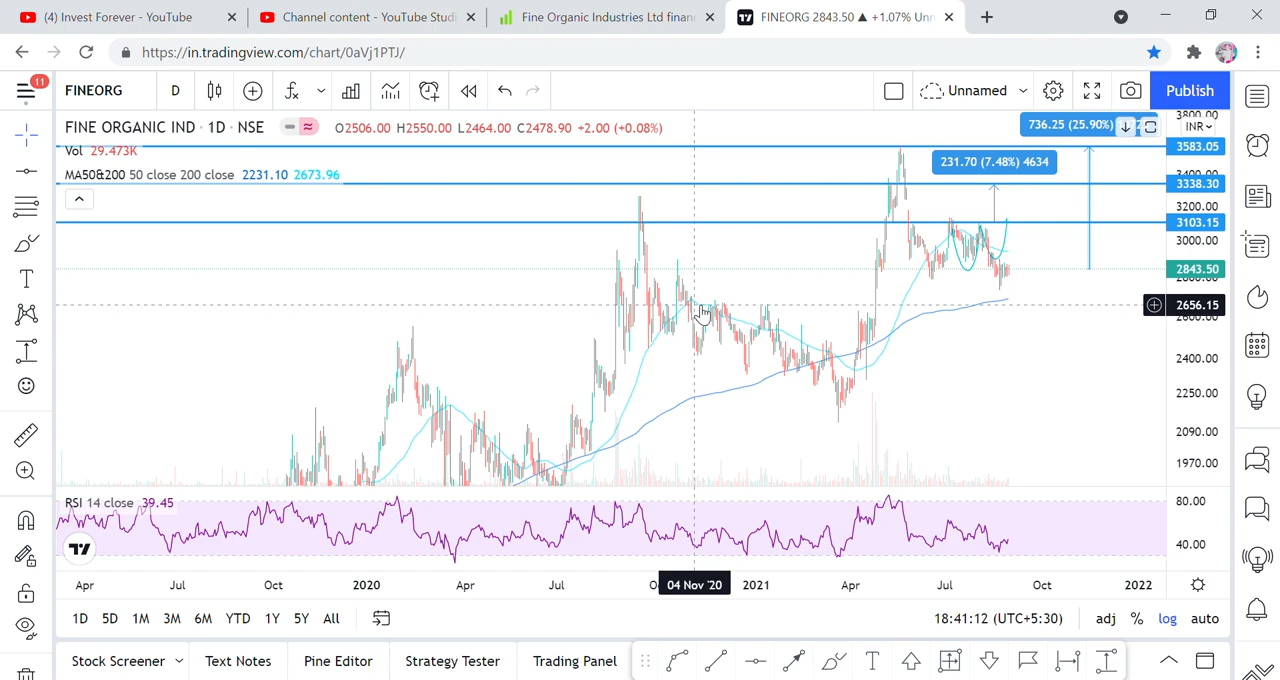 (4) Invest Forever - YouTube
Channel content - YouTube Studi
Fine Organic Industries Ltd finan
FINEORG 2843.50 ▲ +1.07% Unn
https://in.tradingview.com/chart/0aVj1PTJ/
11
FINEORG
D
Unnamed
Publish
FINE ORGANIC IND · 1D · NSE
O2506.00 H2550.00 L2464.00 C2478.90 +2.00 (+0.08%)
736.25 (25.90%)
3800.00
INR
Vol 29.473K
3583.05
231.70 (7.48%) 4634
MA50&200 50 close 200 close 2231.10 2673.96
3400.00
3338.30
3200.00
3103.15
3000.00
2843.50
2800.00
2656.15
2600.00
2400.00
2250.00
2090.00
1970.00
RSI 14 close 39.45
80.00
40.00
Apr Jul Oct 2020 Apr Jul O 04 Nov '20 2021 Apr Jul Oct 2022
1D 5D 1M 3M 6M YTD 1Y 5Y All
18:41:12 (UTC+5:30)
adj % log auto
Stock Screener
Text Notes
Pine Editor
Strategy Tester
Trading Panel